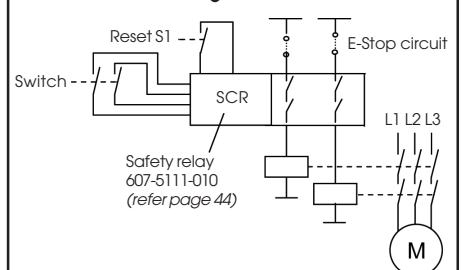 Reset S1
E-Stop circuit
Switch
SCR
L1 L2 L3
Safety relay
607-5111-010
(refer page 44)
M